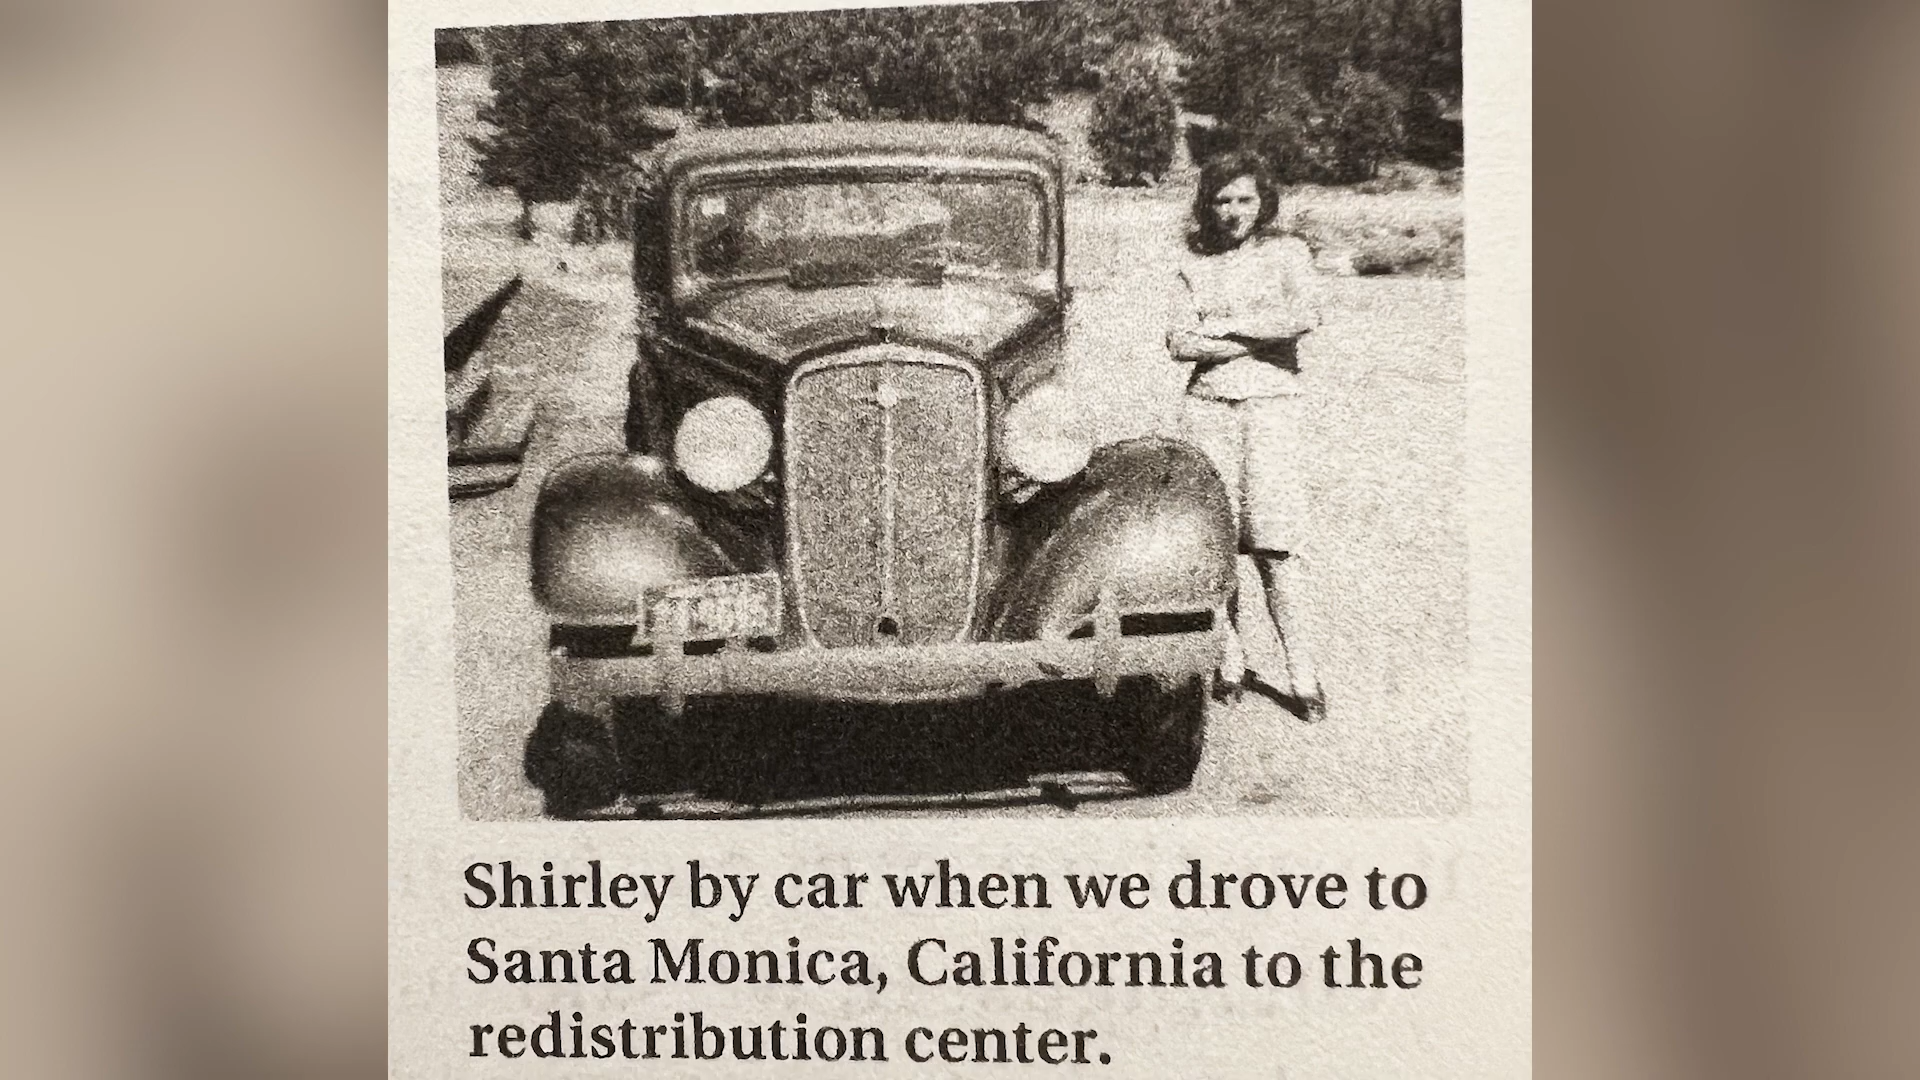 Shirley by car when we drove to
Santa Monica, California to the
redistribution center.